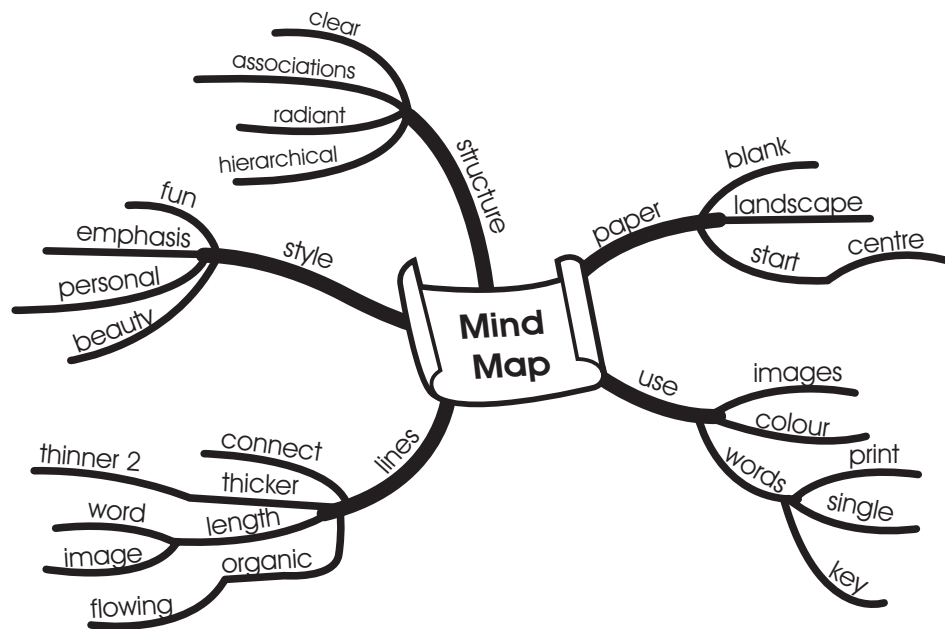 Mind
Map
structure
clear
associations
radiant
hierarchical
paper
blank
landscape
start
centre
use
images
colour
words
print
single
key
lines
connect
thicker
thinner 2
length
word
image
organic
flowing
style
fun
emphasis
personal
beauty